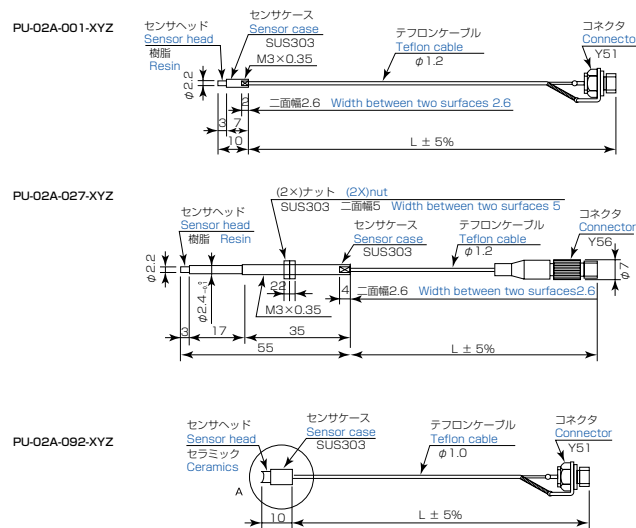 PU-02A-001-XYZ
センサヘッド
Sensor head
樹脂
Resin
センサケース
Sensor case
SUS303
M3×0.35
テフロンケーブル
Teflon cable
φ1.2
コネクタ
Connector
Y51
φ2.2
2
二面幅2.6 Width between two surfaces 2.6
3
7
10
L ± 5%
PU-02A-027-XYZ
(2×)ナット (2X)nut
SUS303 二面幅5 Width between two surfaces 5
センサヘッド
Sensor head
樹脂 Resin
センサケース
Sensor case
SUS303
テフロンケーブル
Teflon cable
φ1.2
コネクタ
Connector
Y56
φ2.2
φ2.4
22
4
二面幅2.6 Width between two surfaces2.6
φ7
M3×0.35
3
17
35
55
L ± 5%
PU-02A-092-XYZ
センサヘッド
Sensor head
セラミック
Ceramics
センサケース
Sensor case
SUS303
テフロンケーブル
Teflon cable
φ1.0
コネクタ
Connector
Y51
A
10
L ± 5%